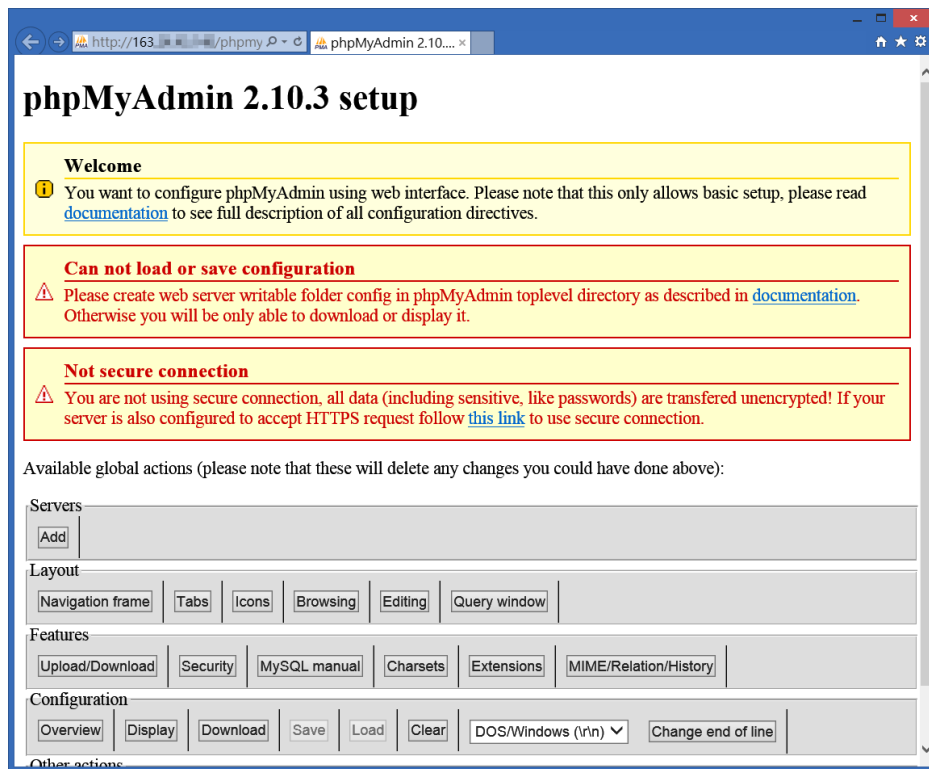 http://163. /phpmy
phpMyAdmin 2.10....
phpMyAdmin 2.10.3 setup
Welcome
You want to configure phpMyAdmin using web interface. Please note that this only allows basic setup, please read
documentation to see full description of all configuration directives.
Can not load or save configuration
Please create web server writable folder config in phpMyAdmin toplevel directory as described in documentation.
Otherwise you will be only able to download or display it.
Not secure connection
You are not using secure connection, all data (including sensitive, like passwords) are transfered unencrypted! If your
server is also configured to accept HTTPS request follow this link to use secure connection.
Available global actions (please note that these will delete any changes you could have done above):
Servers
Add
Layout
Navigation frame Tabs Icons Browsing Editing Query window
Features
Upload/Download Security MySQL manual Charsets Extensions MIME/Relation/History
Configuration
Overview Display Download Save Load Clear DOS/Windows (\r\n) Change end of line
Other actions